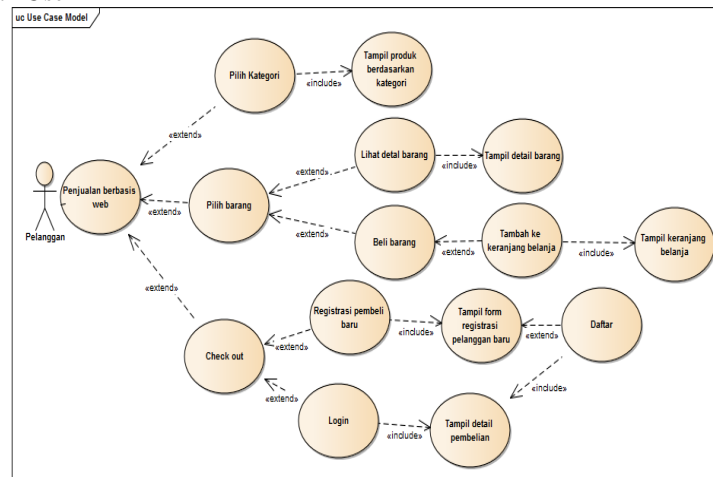 uc Use Case Model
Pilih Kategori
«include»
Tampil produk
berdasarkan
kategori
«extend»
Pelanggan
Penjualan berbasis
web
«extend»
Pilih barang
«extend»
Lihat detal barang
«include»
Tampil detail barang
«extend»
Beli barang
«extend»
Tambah ke
keranjang belanja
«include»
Tampil keranjang
belanja
«extend»
Check out
«extend»
Registrasi pembeli
baru
«include»
Tampil form
registrasi
pelanggan baru
«extend»
Daftar
«include»
«extend»
Login
«include»
Tampil detail
pembelian